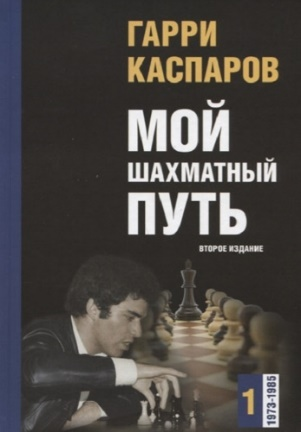 ГАРРИ
КАСПАРОВ
МОЙ
ШАХМАТНЫЙ
ПУТЬ
ВТОРОЕ ИЗДАНИЕ
1
1973-1985